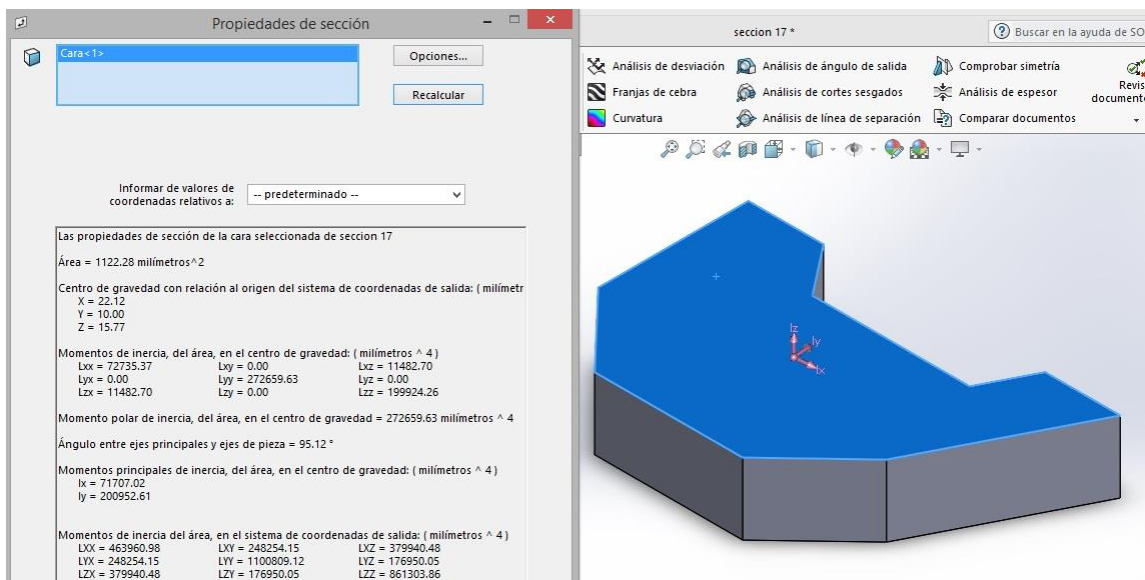 Propiedades de sección
Cara<1>
Opciones...
Recalcular
Informar de valores de
coordenadas relativos a:
-- predeterminado --
Las propiedades de sección de la cara seleccionada de seccion 17
Área = 1122.28 milímetros^2
Centro de gravedad con relación al origen del sistema de coordenadas de salida: ( milímetr
X = 22.12
Y = 10.00
Z = 15.77
Momentos de inercia, del área, en el centro de gravedad: ( milímetros ^ 4 )
Lxx = 72735.37 Lxy = 0.00 Lxz = 11482.70
Lyx = 0.00 Lyy = 272659.63 Lyz = 0.00
Lzx = 11482.70 Lzy = 0.00 Lzz = 199924.26
Momento polar de inercia, del área, en el centro de gravedad = 272659.63 milímetros ^ 4
Ángulo entre ejes principales y ejes de pieza = 95.12 °
Momentos principales de inercia, del área, en el centro de gravedad: ( milímetros ^ 4 )
Ix = 71707.02
Iy = 200952.61
Momentos de inercia del área, en el sistema de coordenadas de salida: ( milímetros ^ 4 )
LXX = 463960.98 LXY = 248254.15 LXZ = 379940.48
LYX = 248254.15 LYY = 1100809.12 LYZ = 176950.05
LZX = 379940.48 LZY = 176950.05 LZZ = 861303.86
seccion 17 *
Buscar en la ayuda de SO
Análisis de desviación Análisis de ángulo de salida Comprobar simetría
Franjas de cebra Análisis de cortes sesgados Análisis de espesor
Revis
documento
Curvatura Análisis de línea de separación Comparar documentos
Iz
Iy
Ix